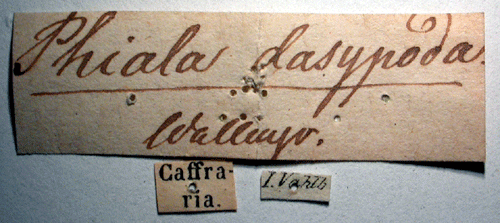 Phiala dasypoda.
Wallengr.
Caffra-
ria.
I. Wahlb